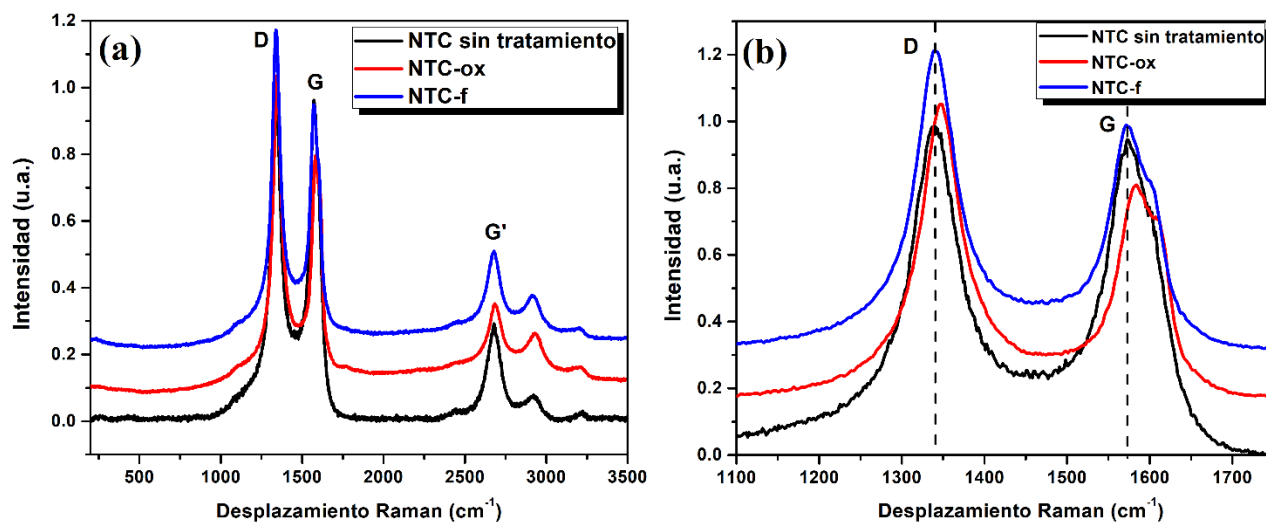 (a)
D
G
G'
NTC sin tratamiento
NTC-ox
NTC-f
Intensidad (u.a.)
1.2
1.0
0.8
0.6
0.4
0.2
0.0
500 1000 1500 2000 2500 3000 3500
Desplazamiento Raman (cm-1)
(b)
D
G
NTC sin tratamiento
NTC-ox
NTC-f
Intensidad (u.a.)
1.2
1.0
0.8
0.6
0.4
0.2
0.0
1100 1200 1300 1400 1500 1600 1700
Desplazamiento Raman (cm-1)